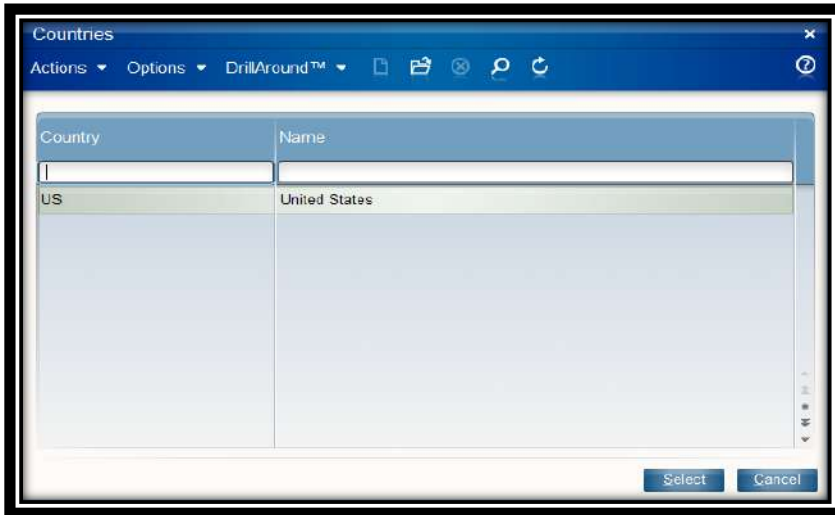 Countries
Actions Options DrillAround™
Country Name
US United States
Select Cancel